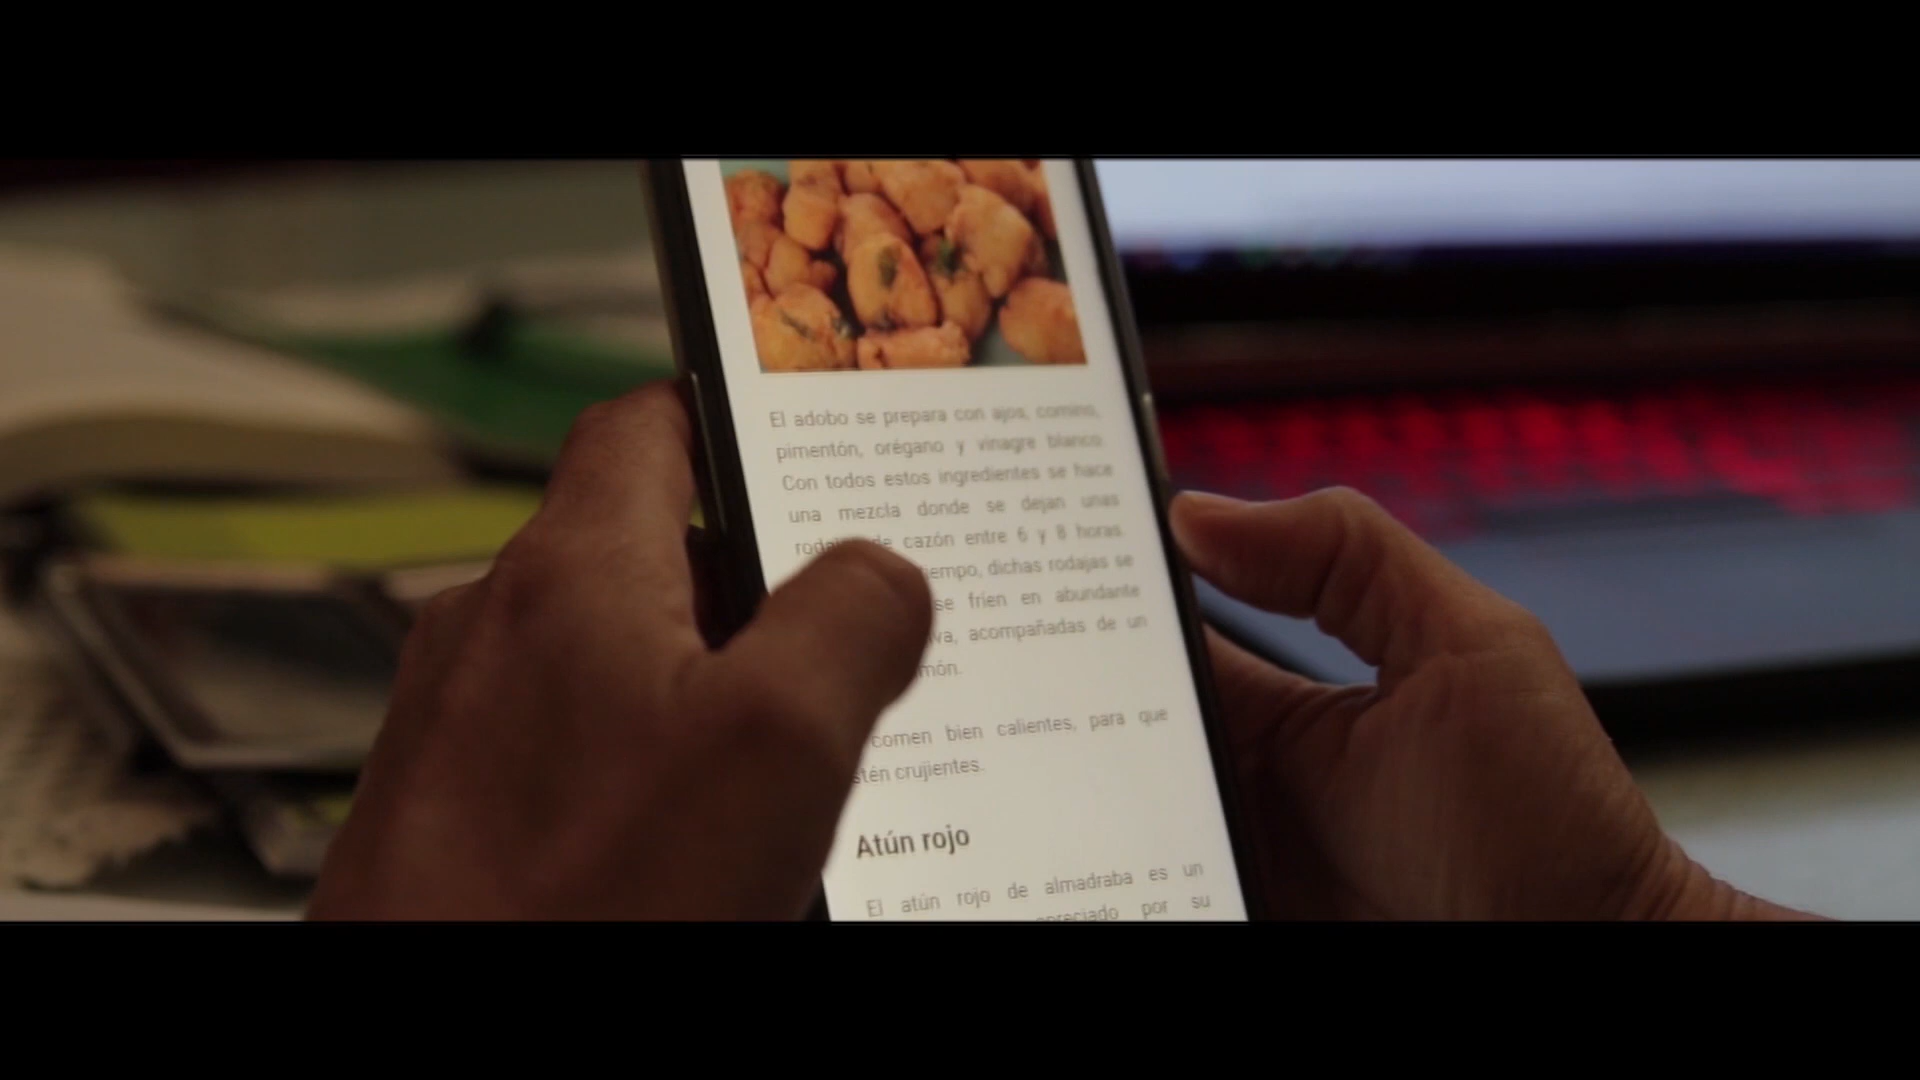 El adobo se prepara con ajos, comino,
pimentón, orégano y vinagre blanco.
Con todos estos ingredientes se hace
una mezcla donde se dejan unas
de cazón entre 6 y 8 horas.
dichas rodajas se
se fríen en abundante
acompañadas de un
comen bien calientes, para que
crujientes.
Atún rojo
El atún rojo de almadraba es un
por su